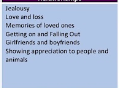 Relationships
Jealousy
Love and loss
Memories of loved ones
Getting on and Falling Out
Girlfriends and boyfriends
Showing appreciation to people and
animals